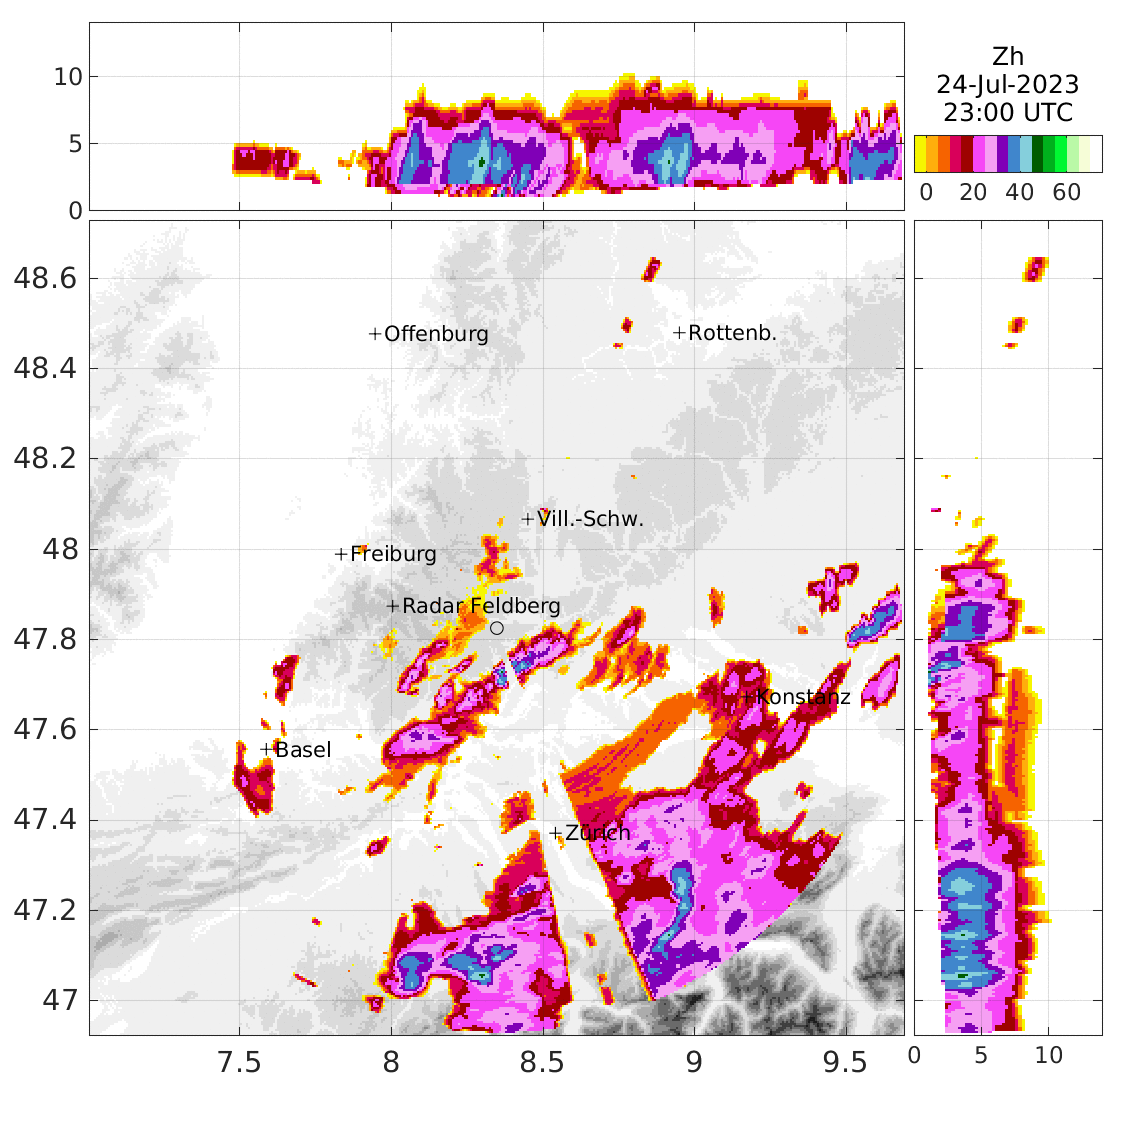 10
5
0
Zh
24-Jul-2023
23:00 UTC
0 20 40 60
48.6
48.4
48.2
48
47.8
47.6
47.4
47.2
47
+Offenburg
+Rottenb.
+Vill.-Schw.
+Freiburg
+Radar Feldberg
+Konstanz
+Basel
+Zürich
7.5 8 8.5 9 9.5
0 5 10